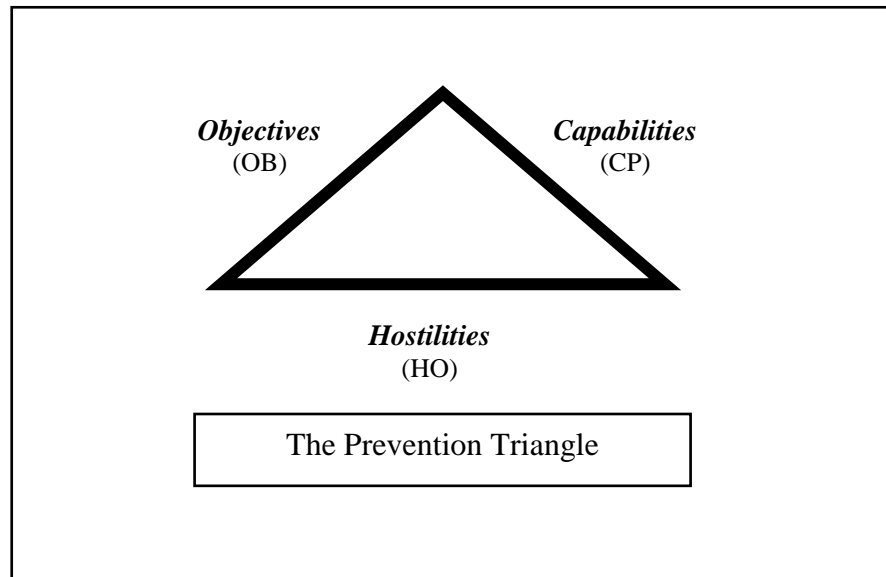 Objectives
(OB)
Capabilities
(CP)
Hostilities
(HO)
The Prevention Triangle